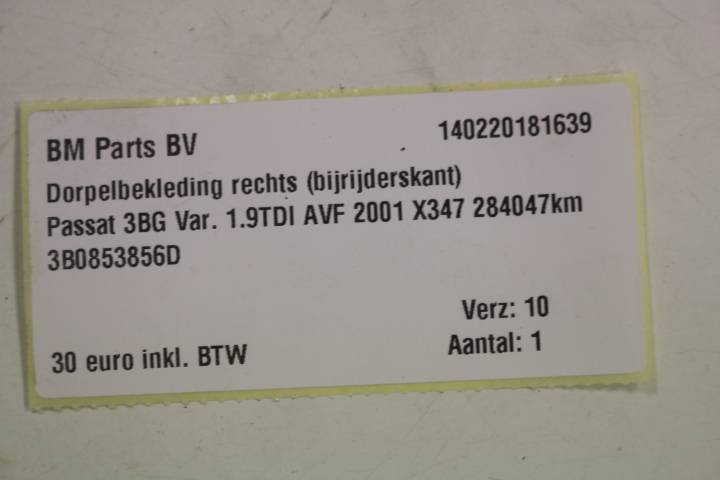 BM Parts BV 140220181639
Dorpelbekleding rechts (bijrijderskant)
Passat 3BG Var. 1.9TDI AVF 2001 X347 284047km
3B0853856D
Verz: 10
30 euro inkl. BTW Aantal: 1